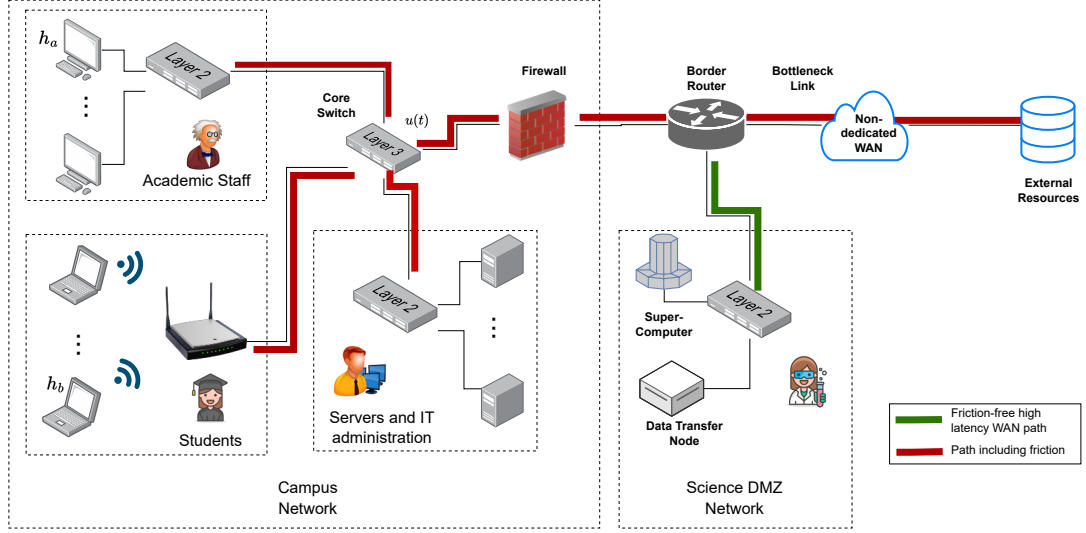 h_a
Layer 2
Academic Staff
Core
Switch
u(t)
Layer 3
Firewall
Border
Router
Bottleneck
Link
Non-
dedicated
WAN
External
Resources
h_b
Students
Layer 2
Servers and IT
administration
Campus
Network
Super-
Computer
Layer 2
Data Transfer
Node
Science DMZ
Network
Friction-free high
latency WAN path
Path including friction